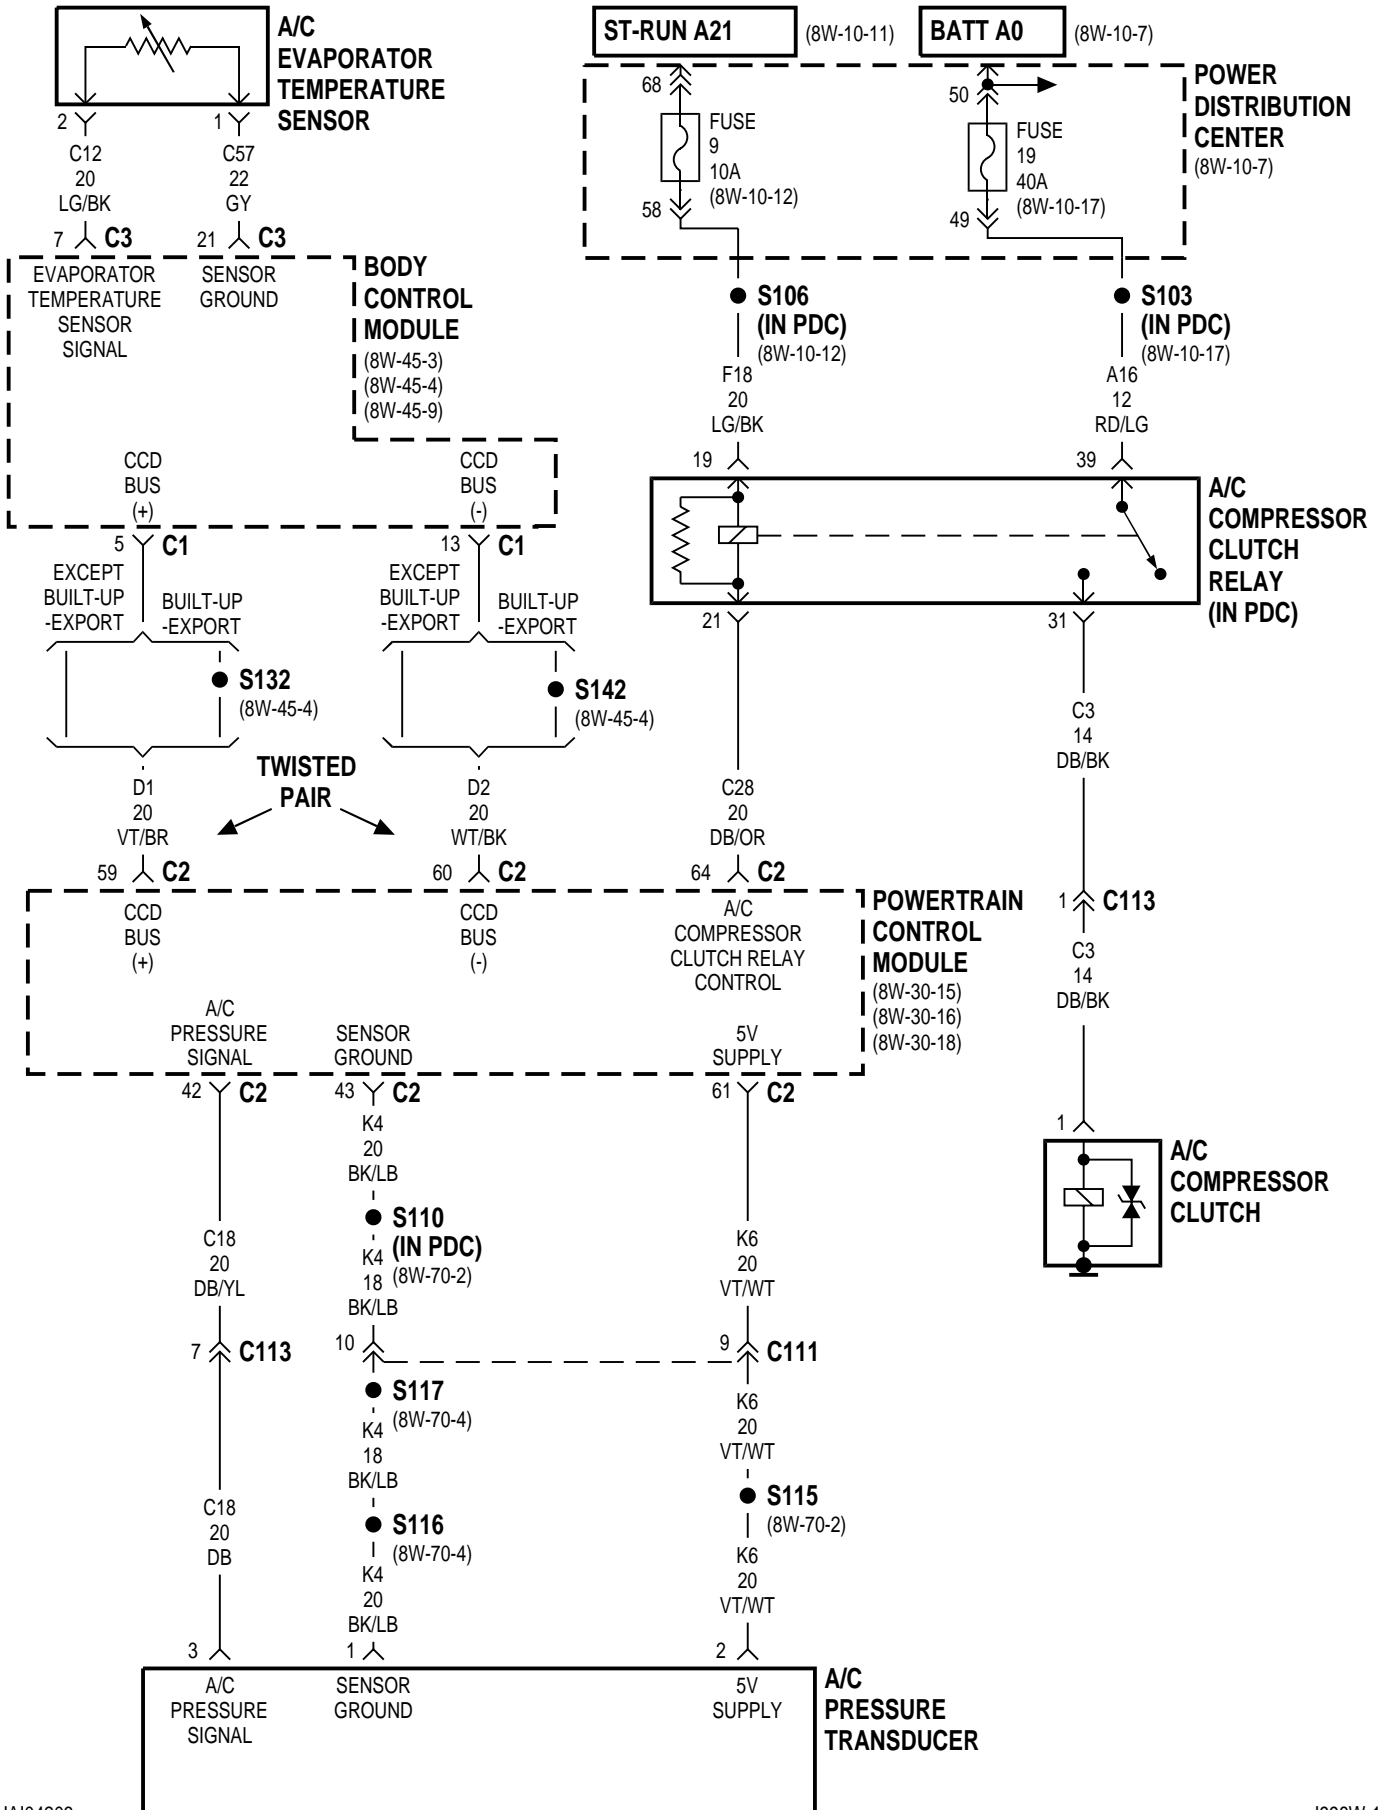 A/C
EVAPORATOR
TEMPERATURE
SENSOR
2
1
C12
20
LG/BK
C57
22
GY
7
C3
21
C3
EVAPORATOR
TEMPERATURE
SENSOR
SIGNAL
SENSOR
GROUND
BODY
CONTROL
MODULE
(8W-45-3)
(8W-45-4)
(8W-45-9)
CCD
BUS
(+)
CCD
BUS
(-)
5
C1
13
C1
EXCEPT
BUILT-UP
-EXPORT
BUILT-UP
-EXPORT
EXCEPT
BUILT-UP
-EXPORT
BUILT-UP
-EXPORT
S132
(8W-45-4)
S142
(8W-45-4)
TWISTED
PAIR
D1
20
VT/BR
D2
20
WT/BK
59
C2
60
C2
ST-RUN A21
(8W-10-11)
BATT A0
(8W-10-7)
68
FUSE
9
10A
(8W-10-12)
58
50
FUSE
19
40A
(8W-10-17)
49
POWER
DISTRIBUTION
CENTER
(8W-10-7)
S106
(IN PDC)
(8W-10-12)
F18
20
LG/BK
S103
(IN PDC)
(8W-10-17)
A16
12
RD/LG
19
39
A/C
COMPRESSOR
CLUTCH
RELAY
(IN PDC)
21
31
C28
20
DB/OR
64
C2
C3
14
DB/BK
1
C113
C3
14
DB/BK
1
A/C
COMPRESSOR
CLUTCH
CCD
BUS
(+)
CCD
BUS
(-)
A/C
COMPRESSOR
CLUTCH RELAY
CONTROL
POWERTRAIN
CONTROL
MODULE
(8W-30-15)
(8W-30-16)
(8W-30-18)
A/C
PRESSURE
SIGNAL
SENSOR
GROUND
5V
SUPPLY
42
C2
43
C2
61
C2
K4
20
BK/LB
S110
(IN PDC)
(8W-70-2)
C18
20
DB/YL
K4
18
BK/LB
K6
20
VT/WT
7
C113
10
9
C111
S117
(8W-70-4)
K4
18
BK/LB
K6
20
VT/WT
S115
(8W-70-2)
S116
(8W-70-4)
C18
20
DB
K4
20
BK/LB
K6
20
VT/WT
3
1
2
A/C
PRESSURE
SIGNAL
SENSOR
GROUND
5V
SUPPLY
A/C
PRESSURE
TRANSDUCER